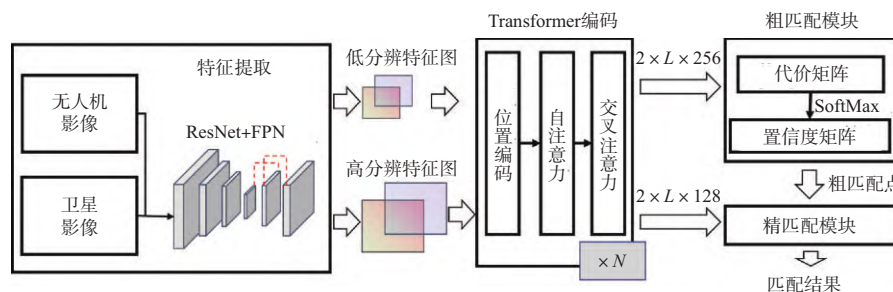 特征提取
无人机
影像
卫星
影像
ResNet+FPN
低分辨特征图
高分辨特征图
Transformer编码
位置编码
自注意力
交叉注意力
×N
2×L×256
2×L×128
粗匹配模块
代价矩阵
SoftMax
置信度矩阵
粗匹配点
精匹配模块
匹配结果